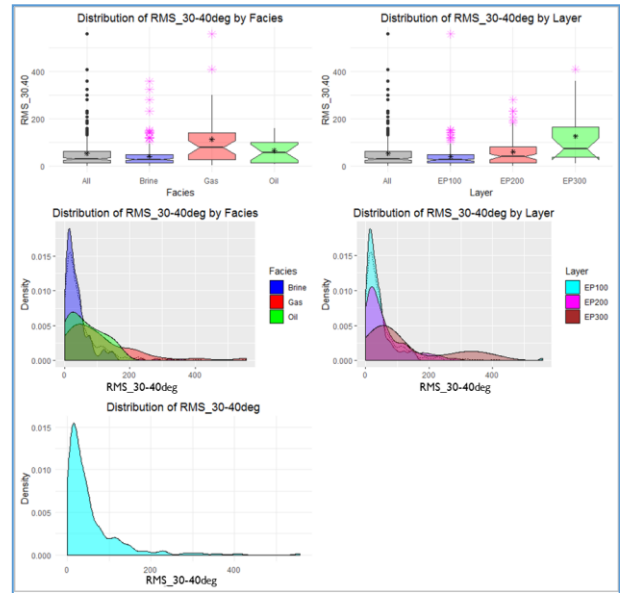 Distribution of RMS_30-40deg by Facies
RMS_30.40
400
200
0
All Brine Gas Oil
Facies
Distribution of RMS_30-40deg by Layer
RMS_30.40
400
200
0
All EP100 EP200 EP300
Layer
Distribution of RMS_30-40deg by Facies
Density
0.015
0.010
0.005
0.000
0 200 400
RMS_30-40deg
Facies
Brine
Gas
Oil
Distribution of RMS_30-40deg by Layer
Density
0.015
0.010
0.005
0.000
0 200 400
RMS_30-40deg
Layer
EP100
EP200
EP300
Distribution of RMS_30-40deg
Density
0.015
0.010
0.005
0.000
0 200 400
RMS_30-40deg